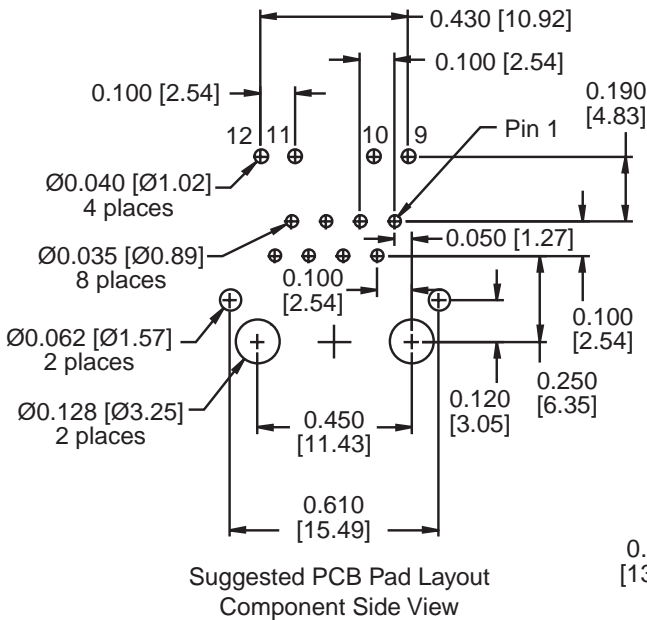 0.430 [10.92]
0.100 [2.54]
0.100 [2.54]
0.190
[4.83]
12 11 10 9
Pin 1
Ø0.040 [Ø1.02]
4 places
0.050 [1.27]
Ø0.035 [Ø0.89]
8 places
0.100
[2.54]
0.100
[2.54]
Ø0.062 [Ø1.57]
2 places
0.120
[3.05]
0.250
[6.35]
Ø0.128 [Ø3.25]
2 places
0.450
[11.43]
0.610
[15.49]
Suggested PCB Pad Layout
Component Side View